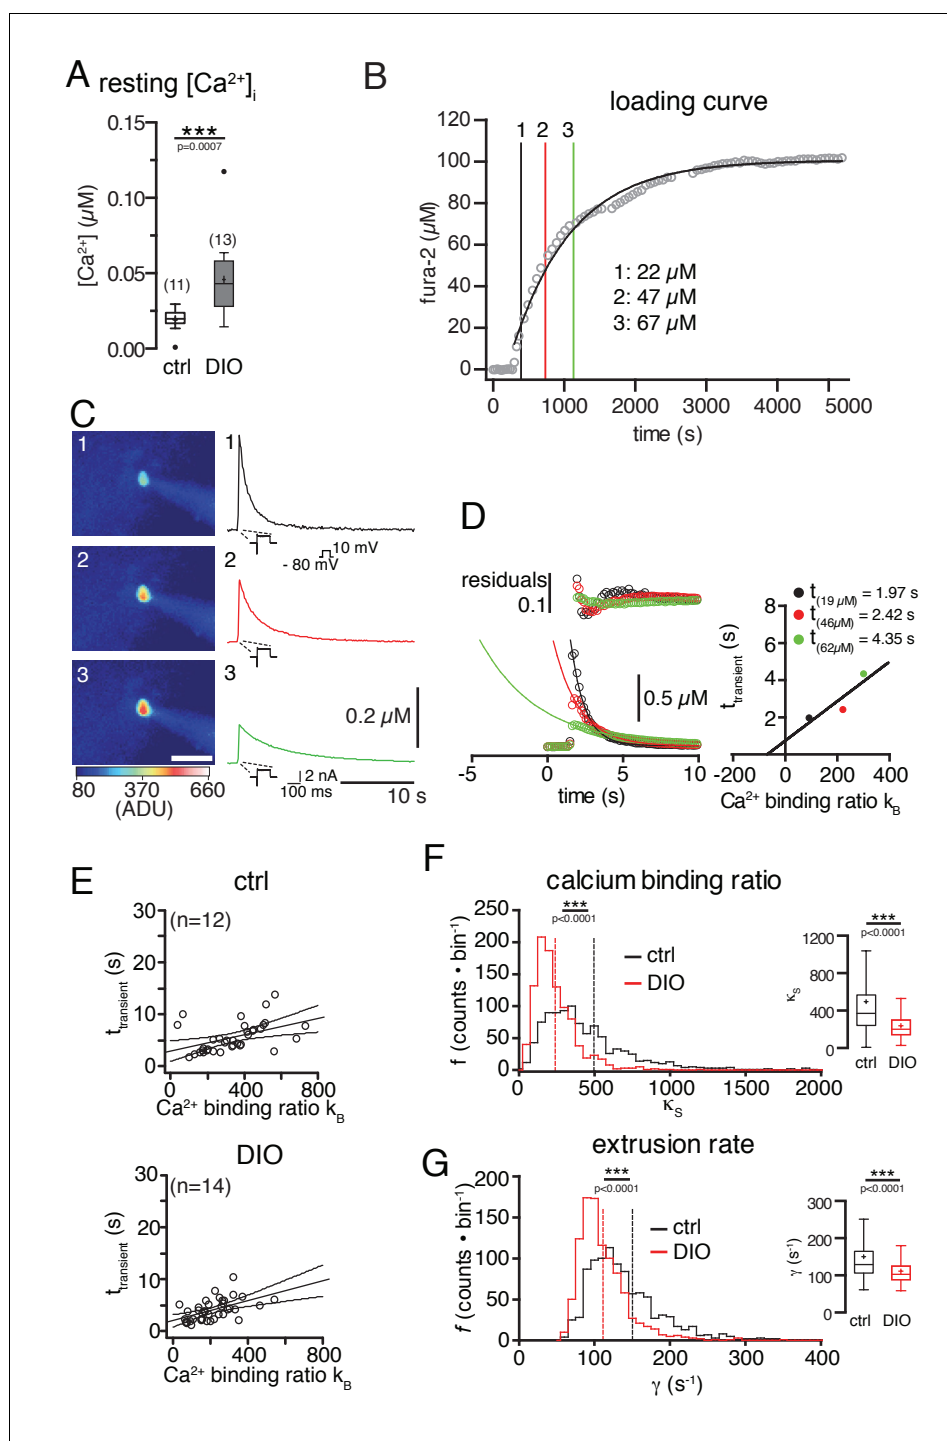 A resting [Ca²⁺]ᵢ
0.15
0.10
0.05
0.00
[Ca²⁺] (µM)
***
p=0.0007
(13)
(11)
ctrl DIO
B
loading curve
120
100
80
60
40
20
0
fura-2 (µM)
1 2 3
1: 22 µM
2: 47 µM
3: 67 µM
0 1000 2000 3000 4000 5000
time (s)
C
1
2
3
80 370 660
(ADU)
1
10 mV
- 80 mV
2
3
0.2 µM
2 nA
100 ms
10 s
D
residuals
0.1
0.5 µM
-5 0 5 10
time (s)
t(19 µM) = 1.97 s
t(46µM) = 2.42 s
t(62µM) = 4.35 s
8
6
4
2
t_transient (s)
-200 0 200 400
Ca²⁺ binding ratio k_B
E
ctrl
(n=12)
30
20
10
0
t_transient (s)
0 400 800
Ca²⁺ binding ratio k_B
DIO
(n=14)
30
20
10
0
t_transient (s)
0 400 800
Ca²⁺ binding ratio k_B
F
calcium binding ratio
250
200
150
100
50
0
f (counts • bin⁻¹)
***
p<0.0001
ctrl
DIO
0 500 1000 1500 2000
κ_S
***
p<0.0001
1200
800
400
0
κ_S
ctrl DIO
G
extrusion rate
200
150
100
50
0
f (counts • bin⁻¹)
***
p<0.0001
ctrl
DIO
0 100 200 300 400
γ (s⁻¹)
***
p<0.0001
300
200
100
0
γ (s⁻¹)
ctrl DIO